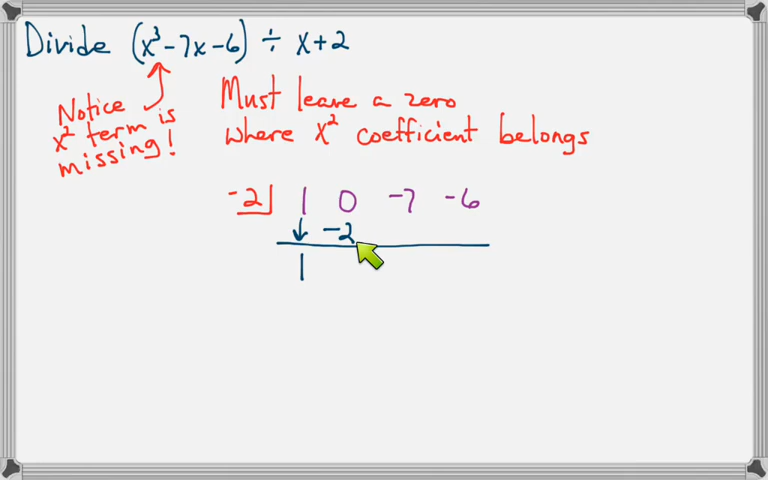 Divide (x³-7x-6) ÷ x+2
Notice
x² term is
missing!
Must leave a zero
where x² coefficient belongs
-2| 1 0 -7 -6
↓ -2
1